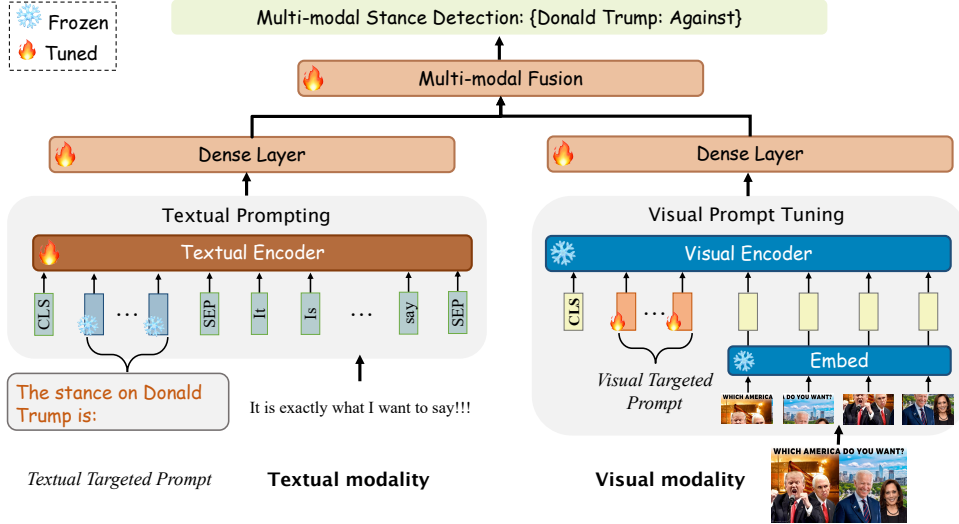 Multi-modal Stance Detection: {Donald Trump: Against}
Frozen
Tuned
Multi-modal Fusion
Dense Layer
Dense Layer
Textual Prompting
Textual Encoder
CLS
...
SEP
It
Is
...
say
SEP
The stance on Donald
Trump is:
It is exactly what I want to say!!!
Textual Targeted Prompt
Textual modality
Visual Prompt Tuning
Visual Encoder
CLS
...
Embed
Visual Targeted
Prompt
WHICH AMERICA
A DO YOU WANT?
Visual modality
WHICH AMERICA DO YOU WANT?